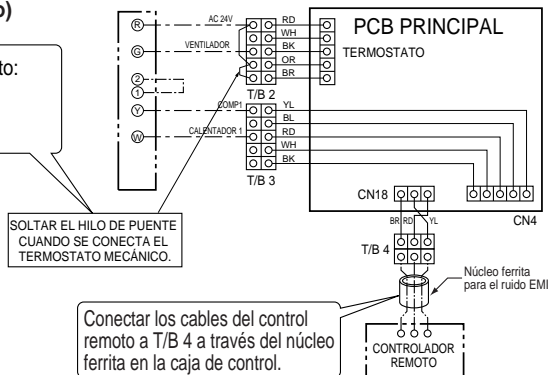 o)
to:
R
G
2
1
Y
W
AC 24V
VENTILADOR
COMP1
CALENTADOR 1
RD
WH
BK
OR
BR
T/B 2
YL
BL
RD
WH
BK
T/B 3
PCB PRINCIPAL
TERMOSTATO
CN18
CN4
BR RD YL
T/B 4
SOLTAR EL HILO DE PUENTE
CUANDO SE CONECTA EL
TERMOSTATO MECÁNICO.
Núcleo ferrita
para el ruido EMI
Conectar los cables del control
remoto a T/B 4 a través del núcleo
ferrita en la caja de control.
CONTROLADOR
REMOTO